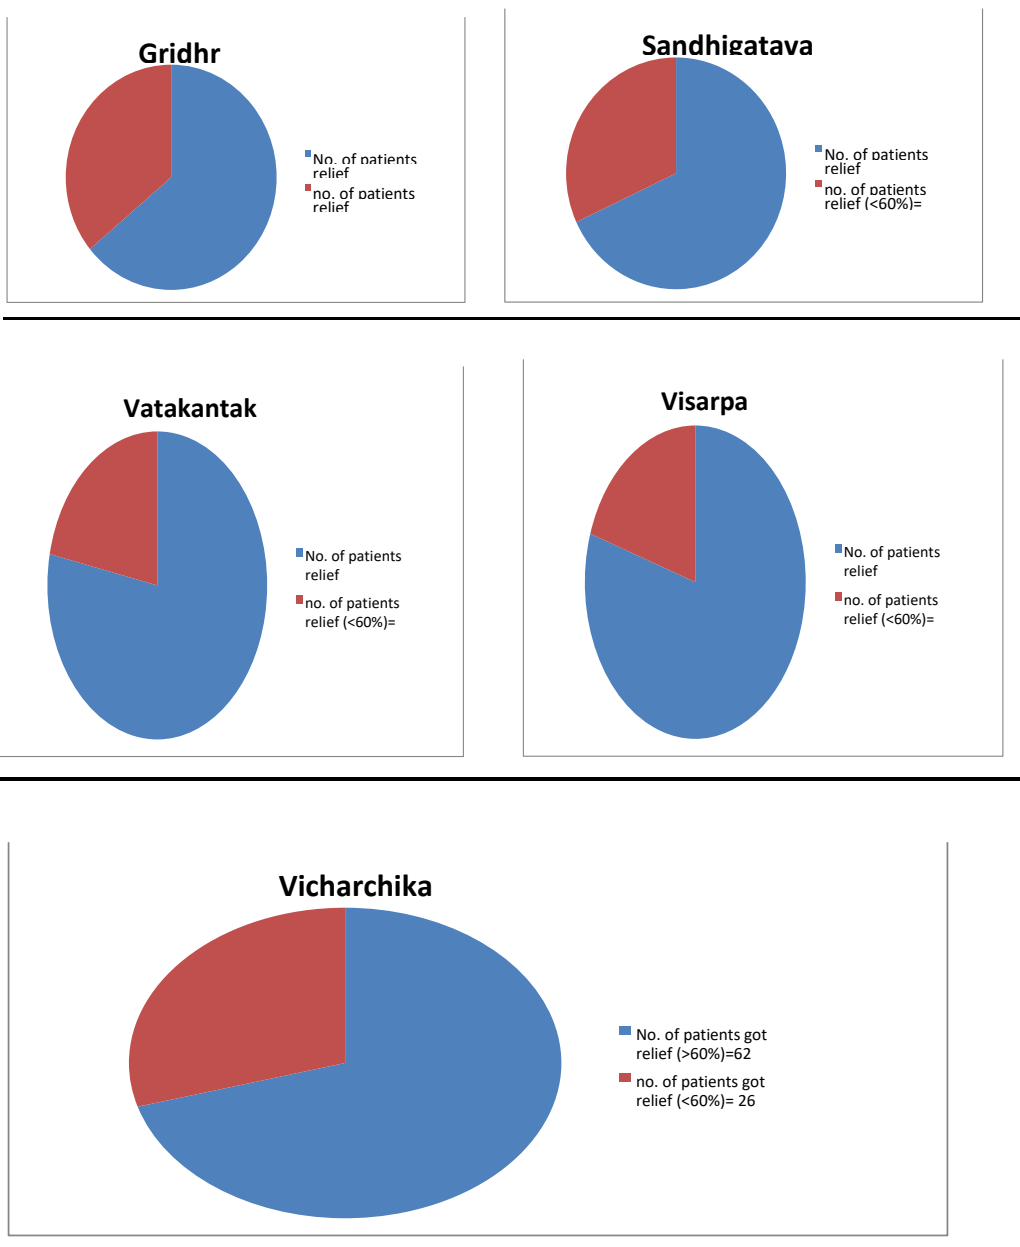 Gridhr
No. of patients
relief
no. of patients
relief
Sandhigatava
No. of patients
relief
no. of patients
relief (<60%)=
Vatakantak
No. of patients
relief
no. of patients
relief (<60%)=
Visarpa
No. of patients
relief
no. of patients
relief (<60%)=
Vicharchika
No. of patients got
relief (>60%)=62
no. of patients got
relief (<60%)= 26